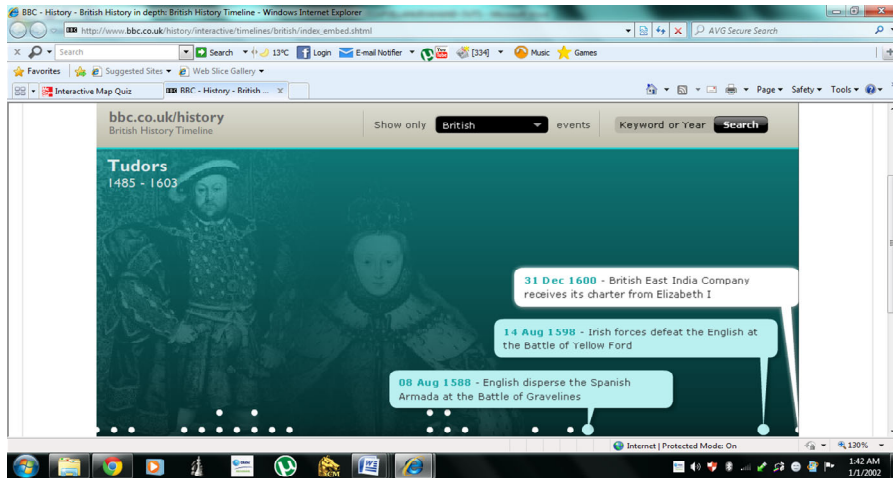 BBC - History - British History in depth: British History Timeline - Windows Internet Explorer
http://www.bbc.co.uk/history/interactive/timelines/british/index_embed.shtml
AVG Secure Search
X Search Search 13°C Login E-mail Notifier You Tube [334] Music Games
Favorites Suggested Sites Web Slice Gallery
Interactive Map Quiz BBC - History - British ... X Page Safety Tools
bbc.co.uk/history
British History Timeline
Show only British events Keyword or Year Search
Tudors
1485 - 1603
31 Dec 1600 - British East India Company
receives its charter from Elizabeth I
14 Aug 1598 - Irish forces defeat the English at
the Battle of Yellow Ford
08 Aug 1588 - English disperse the Spanish
Armada at the Battle of Gravelines
Internet | Protected Mode: On 130%
1:42 AM
1/1/2002